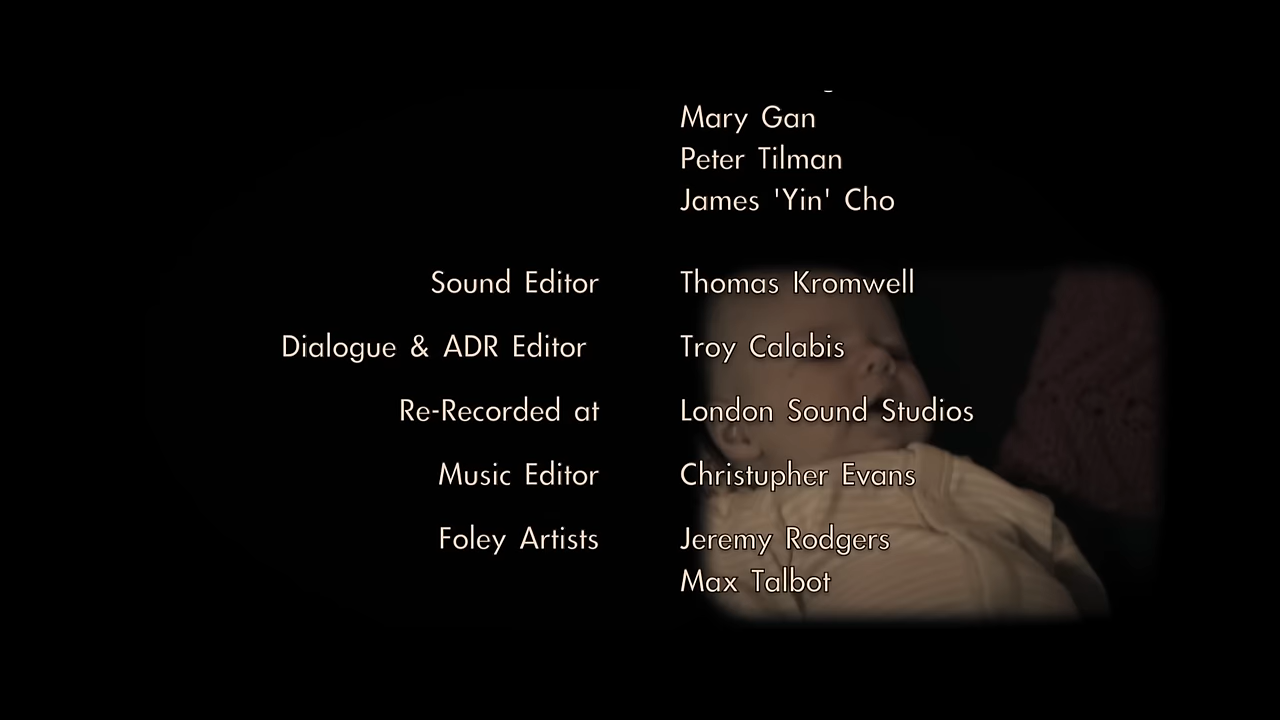 Mary Gan
Peter Tilman
James 'Yin' Cho
Sound Editor Thomas Kromwell
Dialogue & ADR Editor Troy Calabis
Re-Recorded at London Sound Studios
Music Editor Christupher Evans
Foley Artists Jeremy Rodgers
Max Talbot